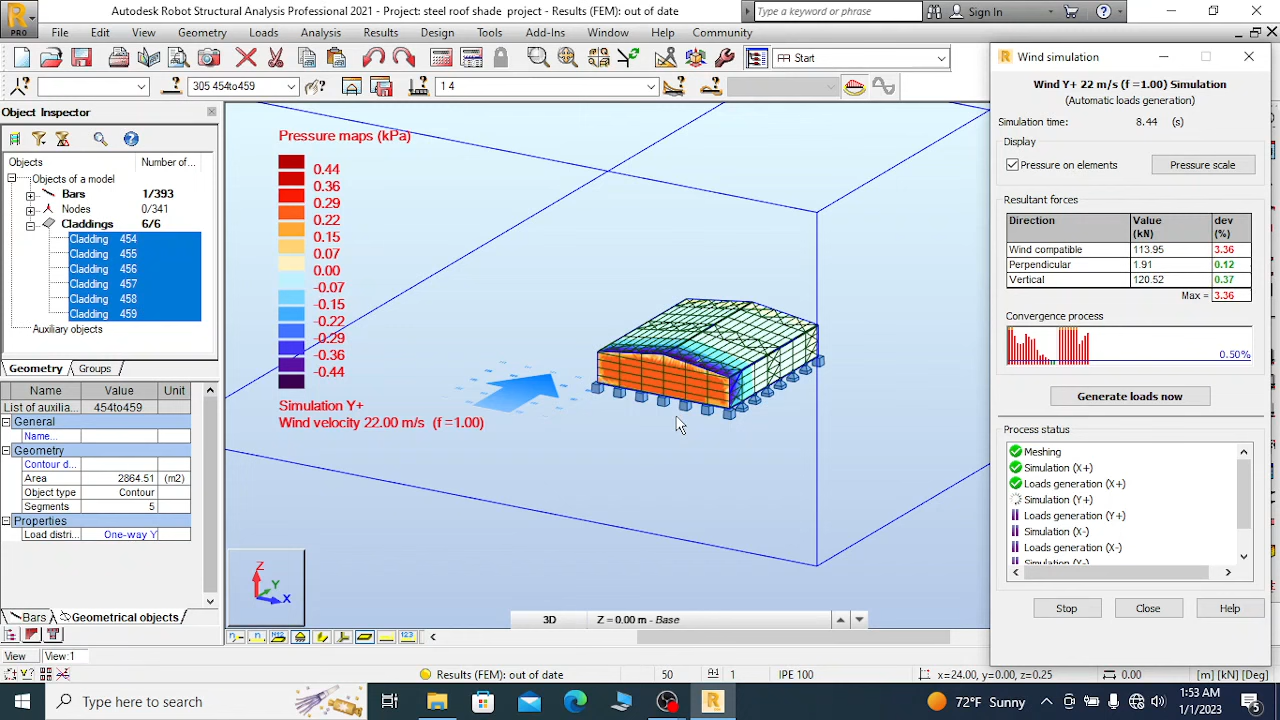 Autodesk Robot Structural Analysis Professional 2021 - Project: steel roof shade project - Results (FEM): out of date
Type a keyword or phrase
Sign In
PRO
File Edit View Geometry Loads Analysis Results Design Tools Add-Ins Window Help Community
Start
305 454to459
1 4
Object Inspector
Objects Number of...
Objects of a model
Bars 1/393
Nodes 0/341
Claddings 6/6
Cladding 454
Cladding 455
Cladding 456
Cladding 457
Cladding 458
Cladding 459
Auxiliary objects
Geometry Groups
Name Value Unit
List of auxilia... 454to459
General
Name...
Geometry
Contour d...
Area 2864.51 (m2)
Object type Contour
Segments 5
Properties
Load distri... One-way Y
Bars Geometrical objects
View View:1
Pressure maps (kPa)
0.44
0.36
0.29
0.22
0.15
0.07
0.00
-0.07
-0.15
-0.22
-0.29
-0.36
-0.44
Simulation Y+
Wind velocity 22.00 m/s (f =1.00)
Z
Y
X
3D Z = 0.00 m - Base
Wind simulation
Wind Y+ 22 m/s (f =1.00) Simulation
(Automatic loads generation)
Simulation time: 8.44 (s)
Display
Pressure on elements
Pressure scale
Resultant forces
Direction Value (kN) dev (%)
Wind compatible 113.95 3.36
Perpendicular 1.91 0.12
Vertical 120.52 0.37
Max = 3.36
Convergence process
0.50%
Generate loads now
Process status
Meshing
Simulation (X+)
Loads generation (X+)
Simulation (Y+)
Loads generation (Y+)
Simulation (X-)
Loads generation (X-)
Simulation (Y-)
Stop Close Help
Results (FEM): out of date
50
1
IPE 100
x=24.00, y=0.00, z=0.25
0.00
[m] [kN] [Deg]
Type here to search
72°F Sunny
1:53 AM
1/1/2023